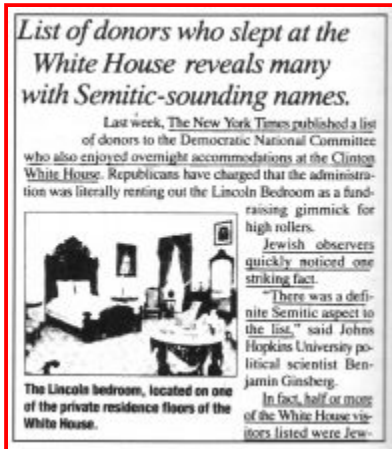 List of donors who slept at the
White House reveals many
with Semitic-sounding names.
Last week, The New York Times published a list
of donors to the Democratic National Committee
who also enjoyed overnight accommodations at the Clinton
White House. Republicans have charged that the administra-
tion was literally renting out the Lincoln Bedroom as a fund-
raising gimmick for
high rollers.
Jewish observers
quickly noticed one
striking fact.
"There was a defi-
nite Semitic aspect to
the list," said Johns
Hopkins University po-
litical scientist Ben-
jamin Ginsberg.
In fact, half or more
of the White House vis-
itors listed were Jew-
The Lincoln bedroom, located on one
of the private residence floors of the
White House.